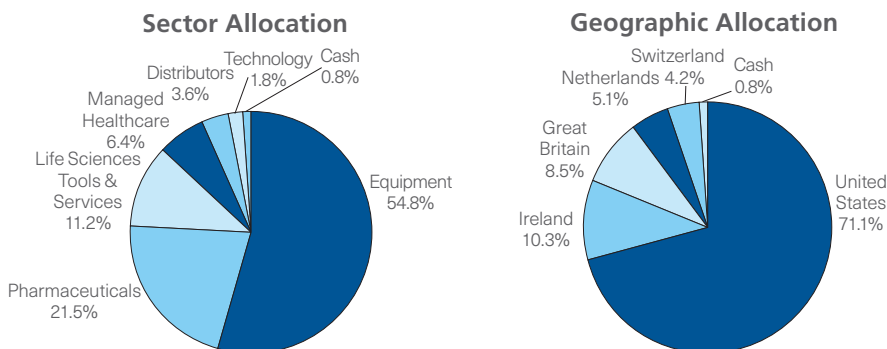 Sector Allocation
Technology
1.8%
Cash
0.8%
Distributors
3.6%
Managed
Healthcare
6.4%
Life Sciences
Tools &
Services
11.2%
Equipment
54.8%
Pharmaceuticals
21.5%
Geographic Allocation
Switzerland
4.2%
Cash
0.8%
Netherlands
5.1%
Great
Britain
8.5%
United
States
71.1%
Ireland
10.3%